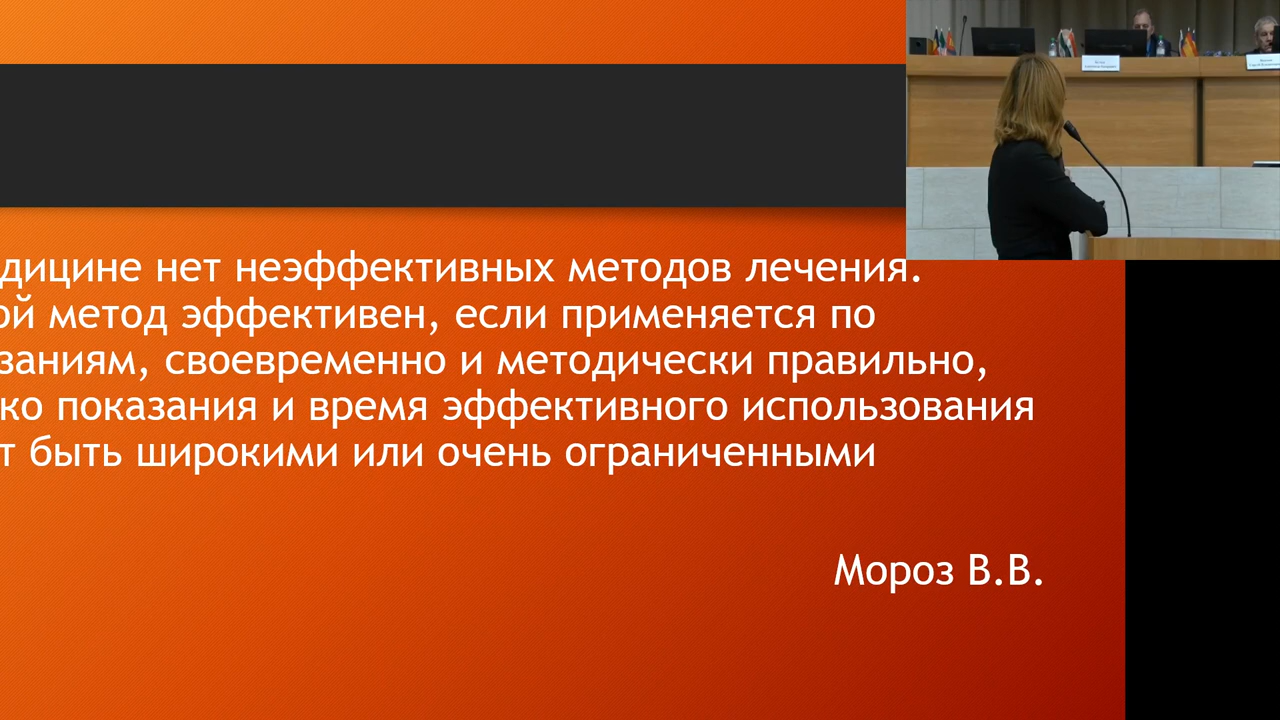 дицине нет неэффективных методов лечения.
ой метод эффективен, если применяется по
заниям, своевременно и методически правильно,
ко показания и время эффективного использования
т быть широкими или очень ограниченными
Мороз В.В.